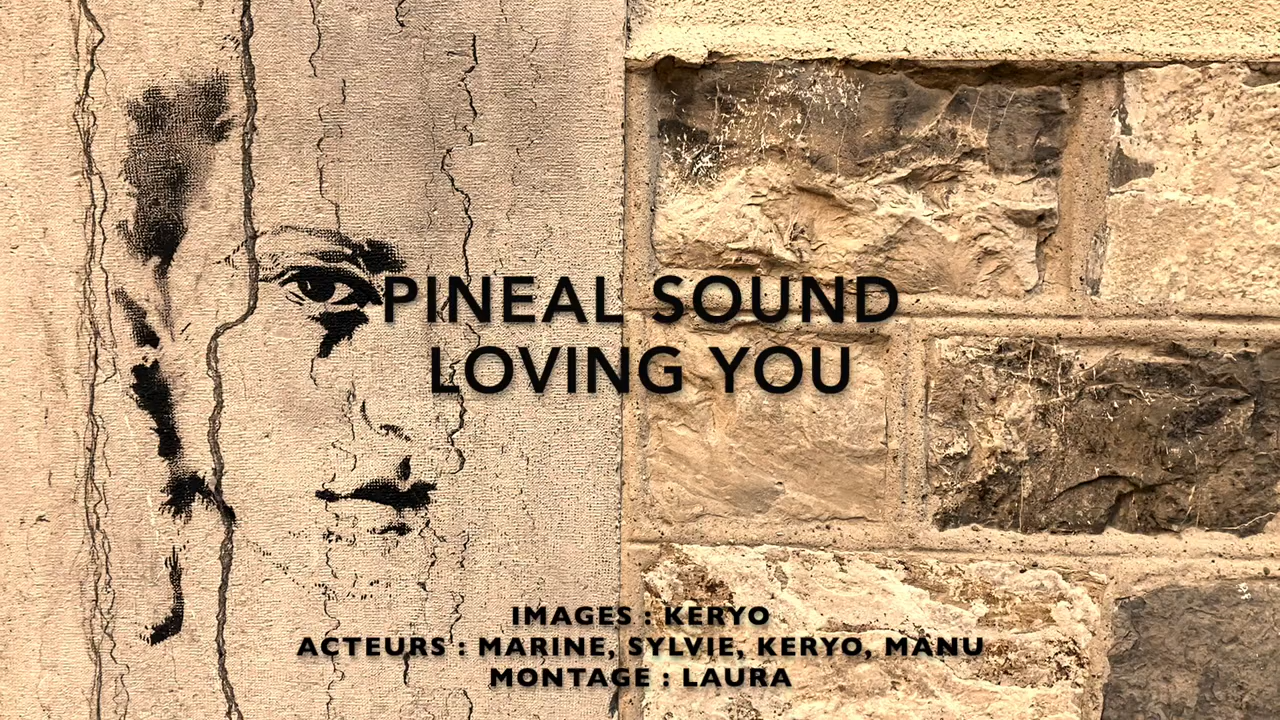 PINEAL SOUND
LOVING YOU
IMAGES : KERYO
ACTEURS : MARINE, SYLVIE, KERYO, MANU
MONTAGE : LAURA